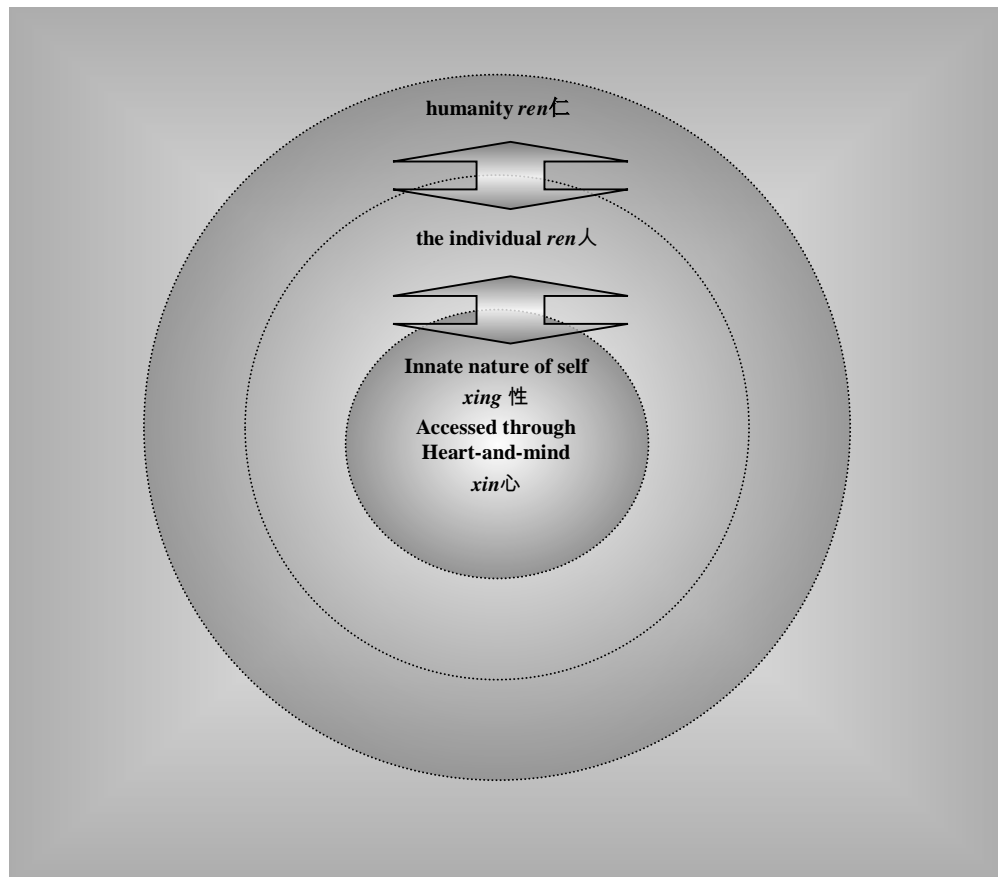 humanity ren仁
the individual ren人
Innate nature of self
xing 性
Accessed through
Heart-and-mind
xin心